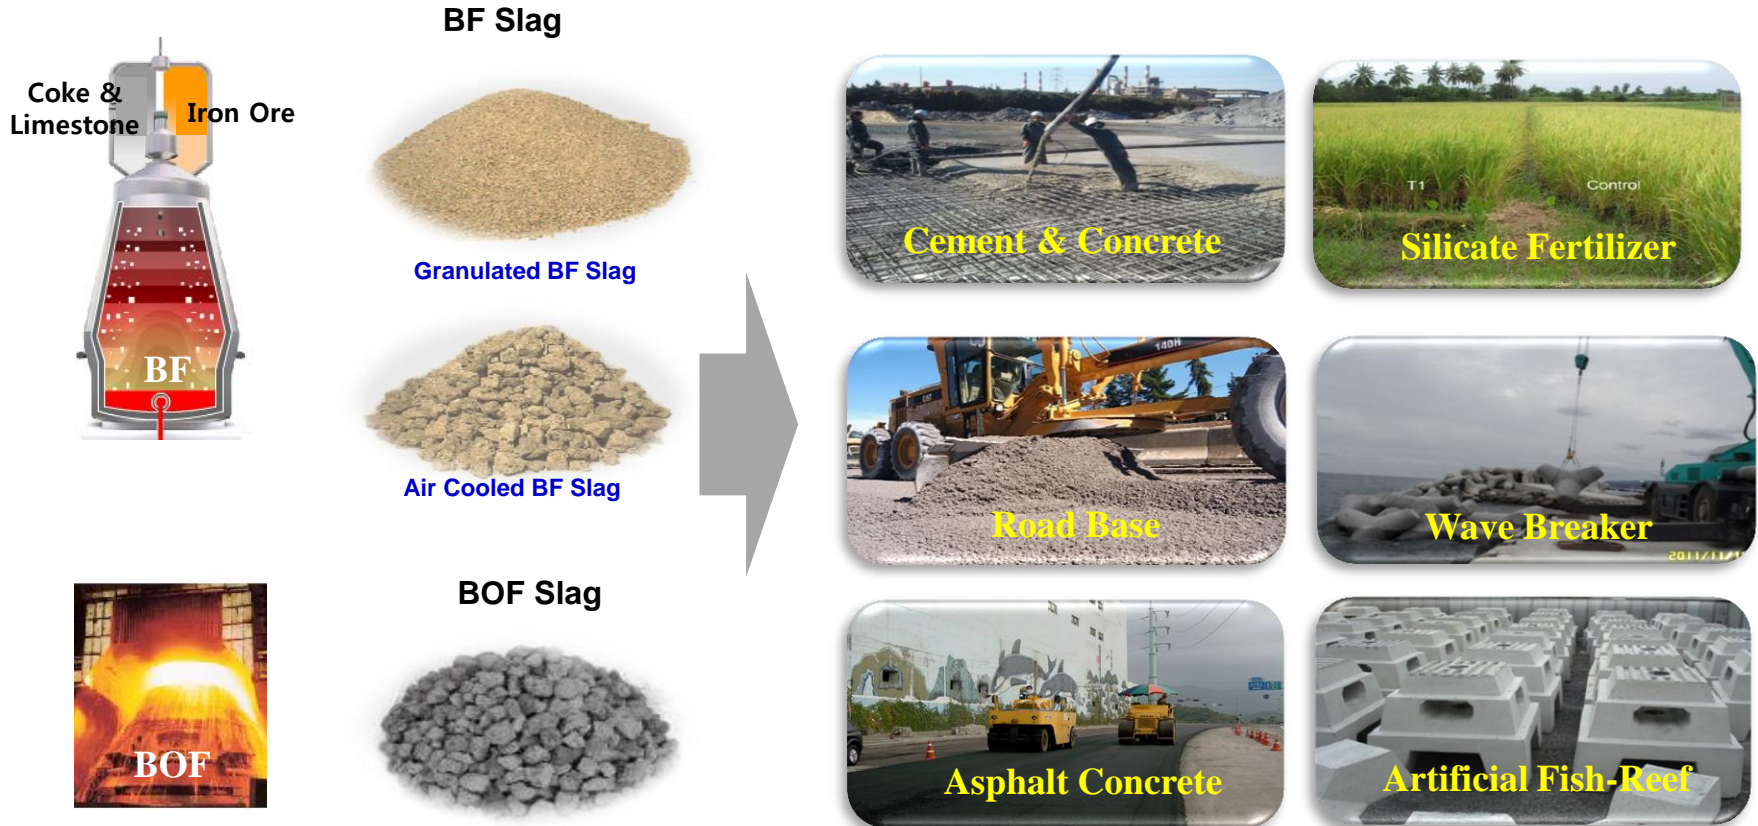 BF Slag
Coke &
Limestone
Iron Ore
BF
Granulated BF Slag
Air Cooled BF Slag
BOF Slag
BOF
Cement & Concrete
T1
Control
Silicate Fertilizer
140H
Road Base
Wave Breaker
Asphalt Concrete
Artificial Fish-Reef